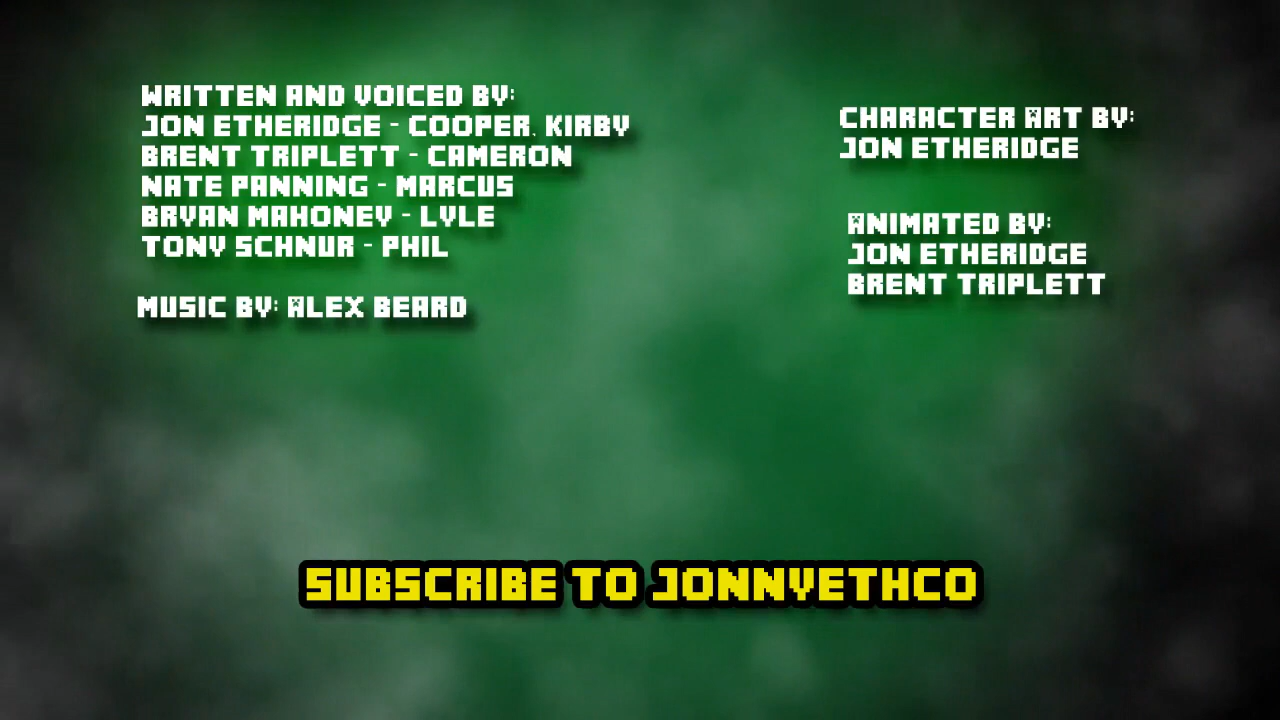 WRITTEN AND VOICED BY:
JON ETHERIDGE - COOPER, KIRBY
BRENT TRIPLETT - CAMERON
NATE PANNING - MARCUS
BRYAN MAHONEY - LYLE
TONY SCHNUR - PHIL
MUSIC BY: ALEX BEARD
CHARACTER ART BY:
JON ETHERIDGE
ANIMATED BY:
JON ETHERIDGE
BRENT TRIPLETT
SUBSCRIBE TO JONNYETHCO